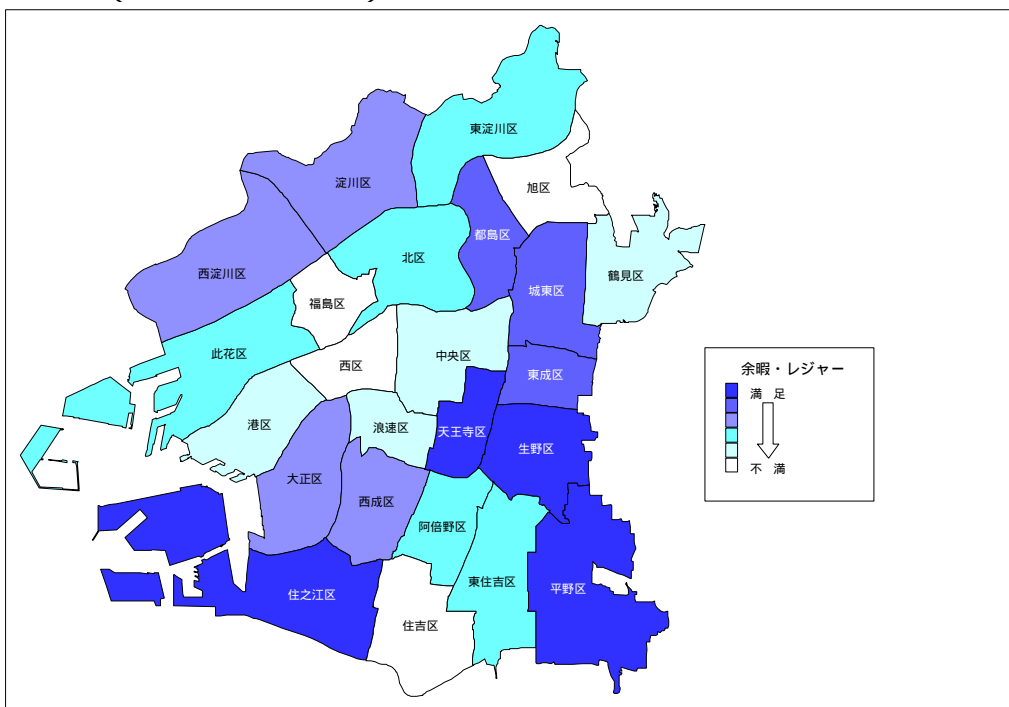 東淀川区
淀川区
旭区
都島区
北区
西淀川区
鶴見区
城東区
福島区
此花区
西区
中央区
東成区
港区
浪速区
天王寺区
生野区
大正区
西成区
阿倍野区
東住吉区
平野区
住之江区
住吉区
余暇・レジャー
満 足
不 満